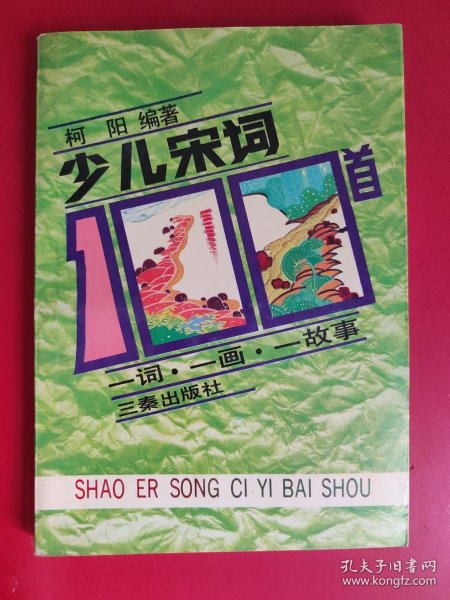 柯阳 编著
少儿宋词
100首
一词·一画·一故事
三秦出版社
SHAO ER SONG CI YI BAI SHOU
孔夫子旧书网
www.kongfz.com